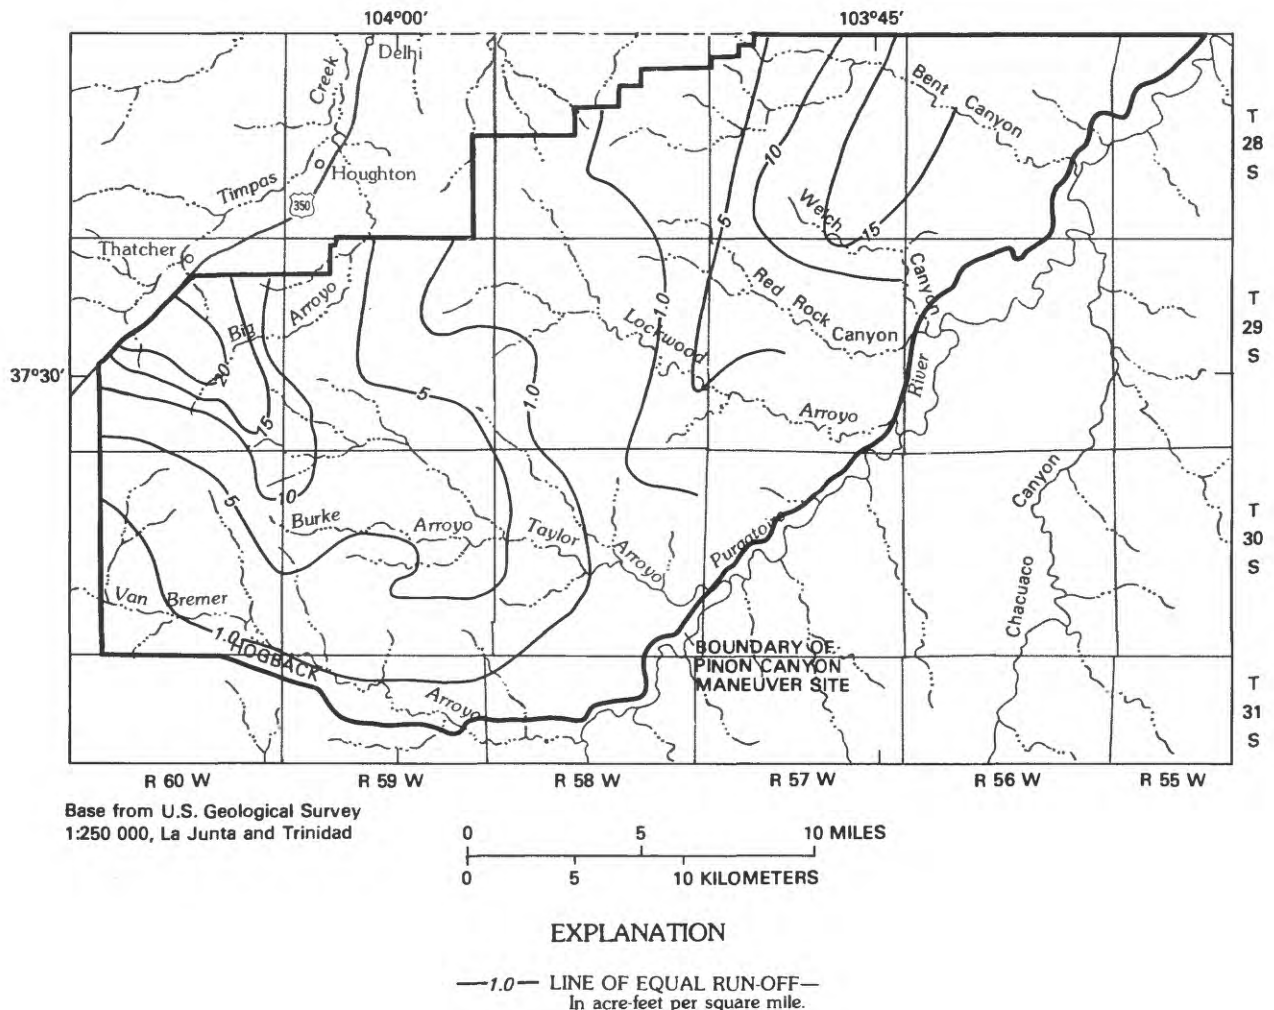 104°00′
103°45′
Delhi
Creek
Bent Canyon
T
28
S
Houghton
Timpas
350
10
Welch
Canyon
15
5
Thatcher
Big Arroyo
Red Rock
Canyon
T
29
S
1.0
Lockwood
Arroyo
37°30′
20
15
5
1.0
River
10
5
Burke Arroyo
Taylor
Arroyo
Purgatoire
Canyon
Chacuaco
T
30
S
Van Bremer
1.0
HOGBACK
Arroyo
BOUNDARY OF
PINON CANYON
MANEUVER SITE
T
31
S
R 60 W
R 59 W
R 58 W
R 57 W
R 56 W
R 55 W
Base from U.S. Geological Survey
1:250 000, La Junta and Trinidad
0 5 10 MILES
0 5 10 KILOMETERS
EXPLANATION
—1.0— LINE OF EQUAL RUN-OFF—
In acre-feet per square mile.